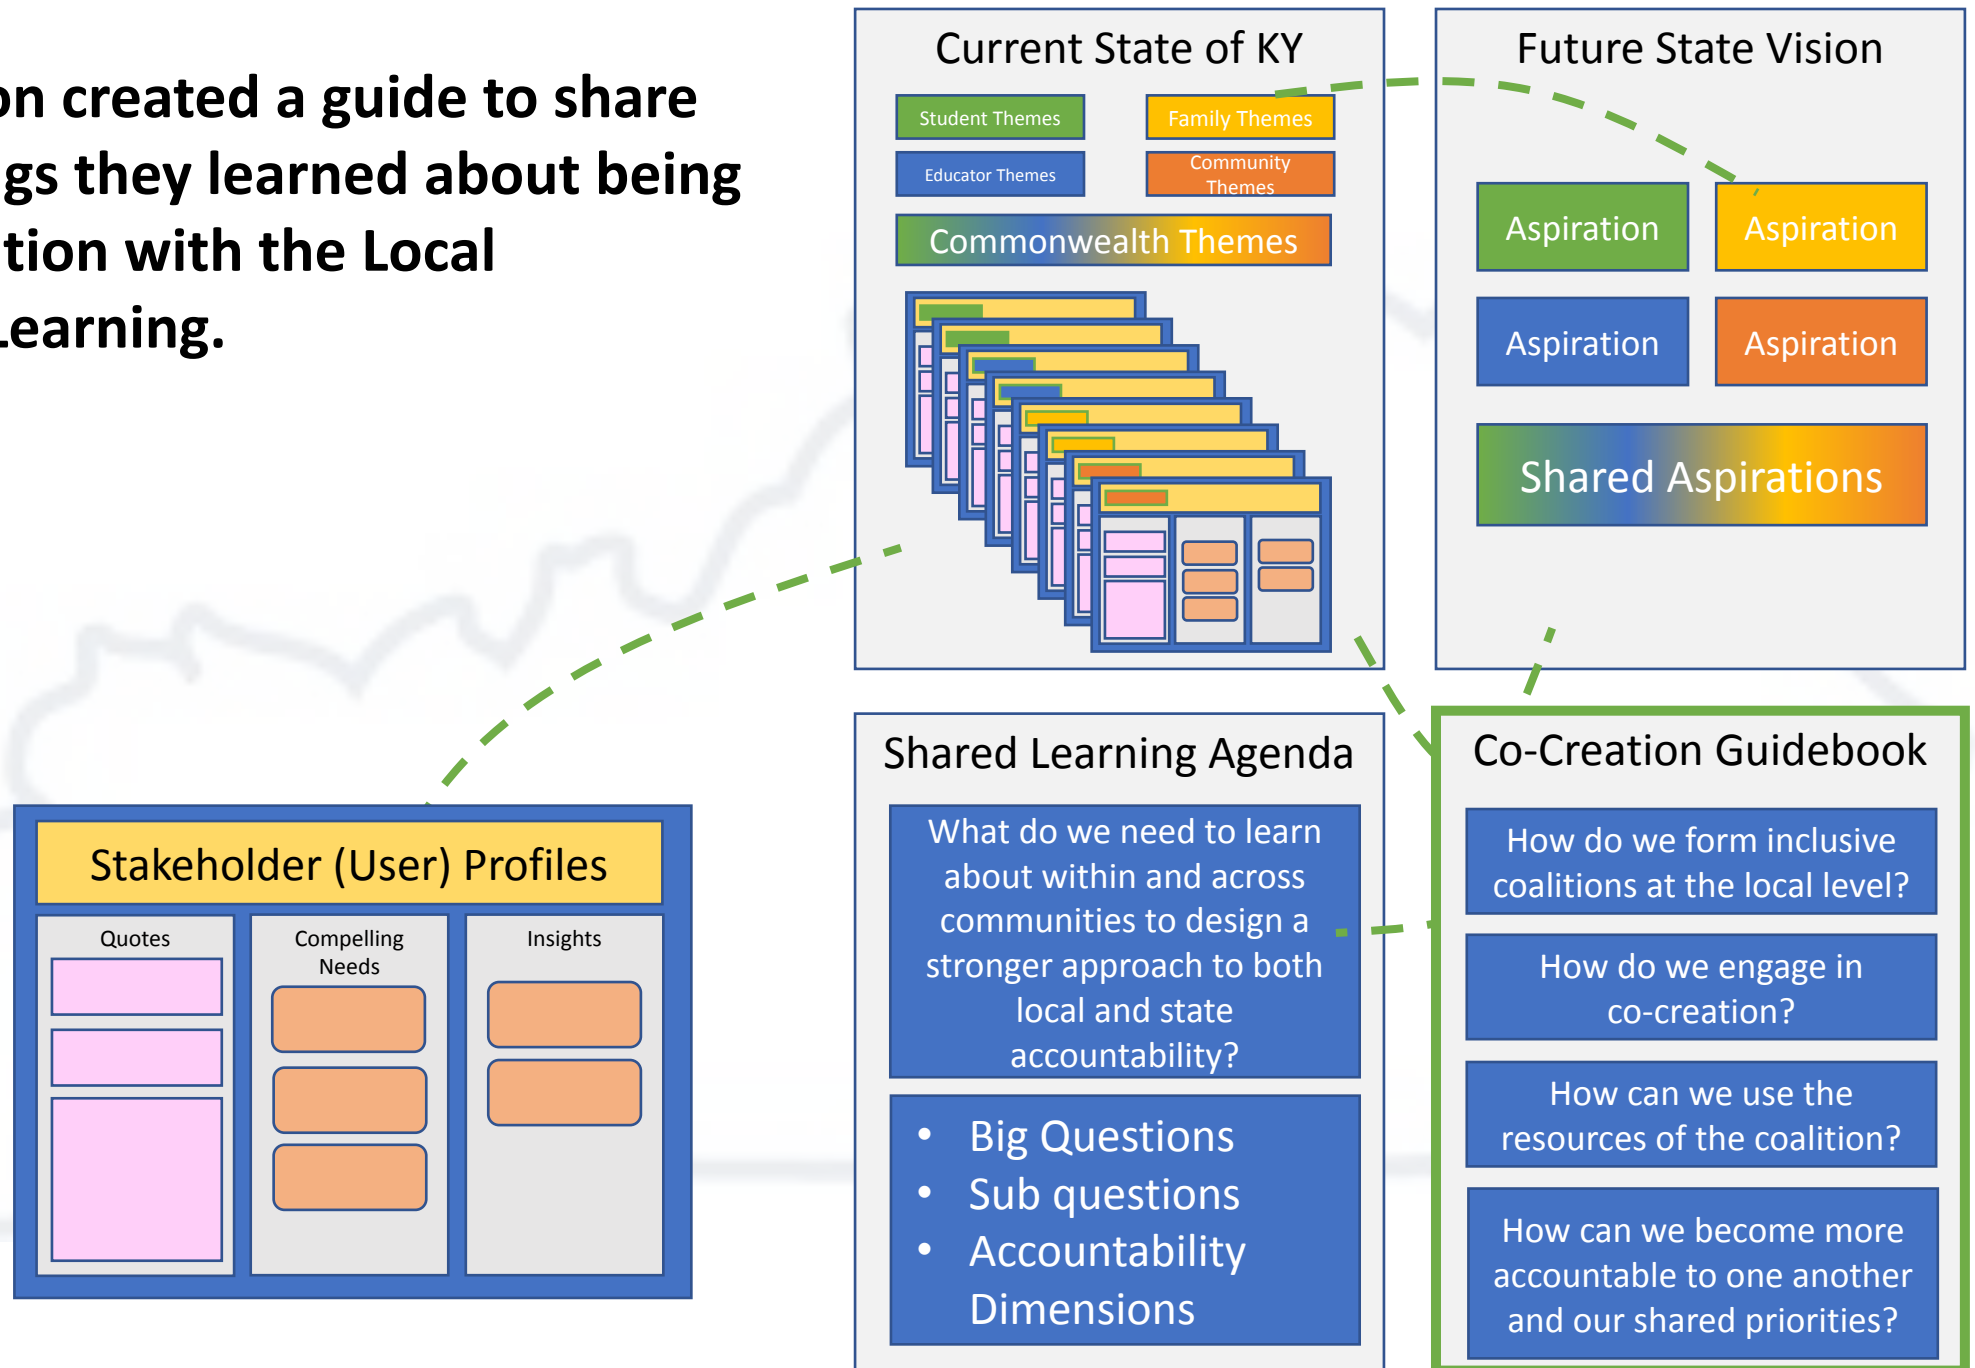 on created a guide to share
gs they learned about being
tion with the Local
Learning.
Current State of KY
Student Themes
Family Themes
Educator Themes
Community
Themes
Commonwealth Themes
Future State Vision
Aspiration
Aspiration
Aspiration
Aspiration
Shared Aspirations
Stakeholder (User) Profiles
Quotes
Compelling
Needs
Insights
Shared Learning Agenda
What do we need to learn
about within and across
communities to design a
stronger approach to both
local and state
accountability?
• Big Questions
• Sub questions
• Accountability
Dimensions
Co-Creation Guidebook
How do we form inclusive
coalitions at the local level?
How do we engage in
co-creation?
How can we use the
resources of the coalition?
How can we become more
accountable to one another
and our shared priorities?